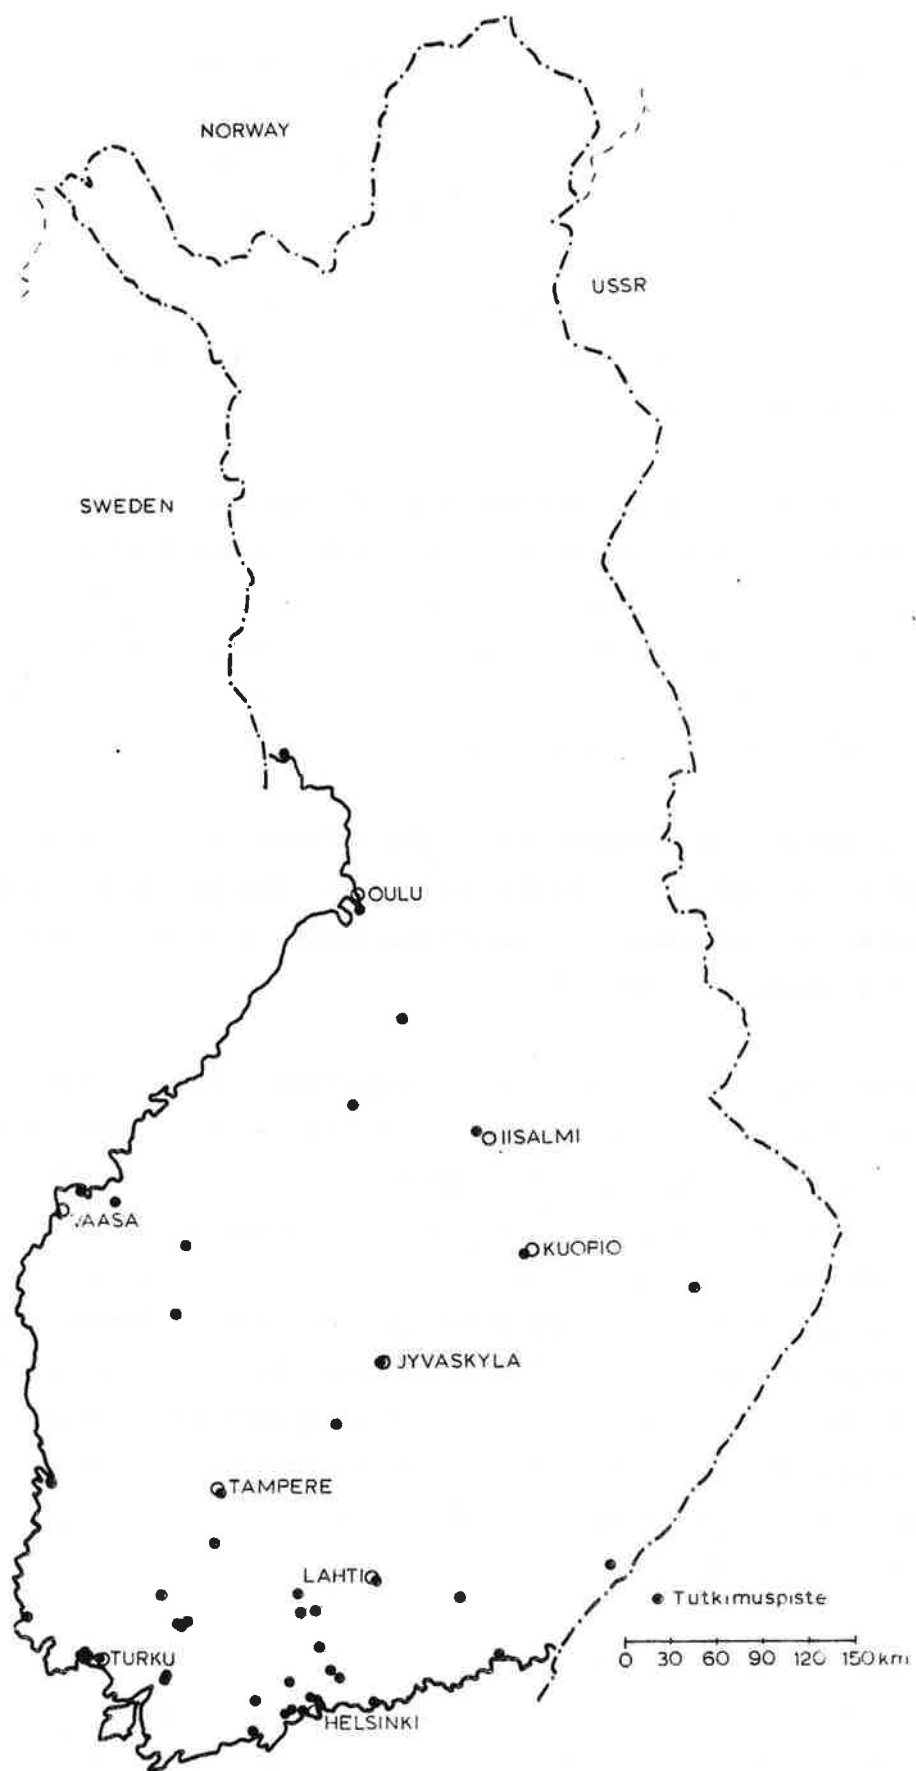 NORWAY
USSR
SWEDEN
OULU
IISALMI
VAASA
KUOPIO
JYVASKYLA
TAMPERE
LAHTI
Tutkimuspiste
TURKU
0 30 60 90 120 150 km
HELSINKI